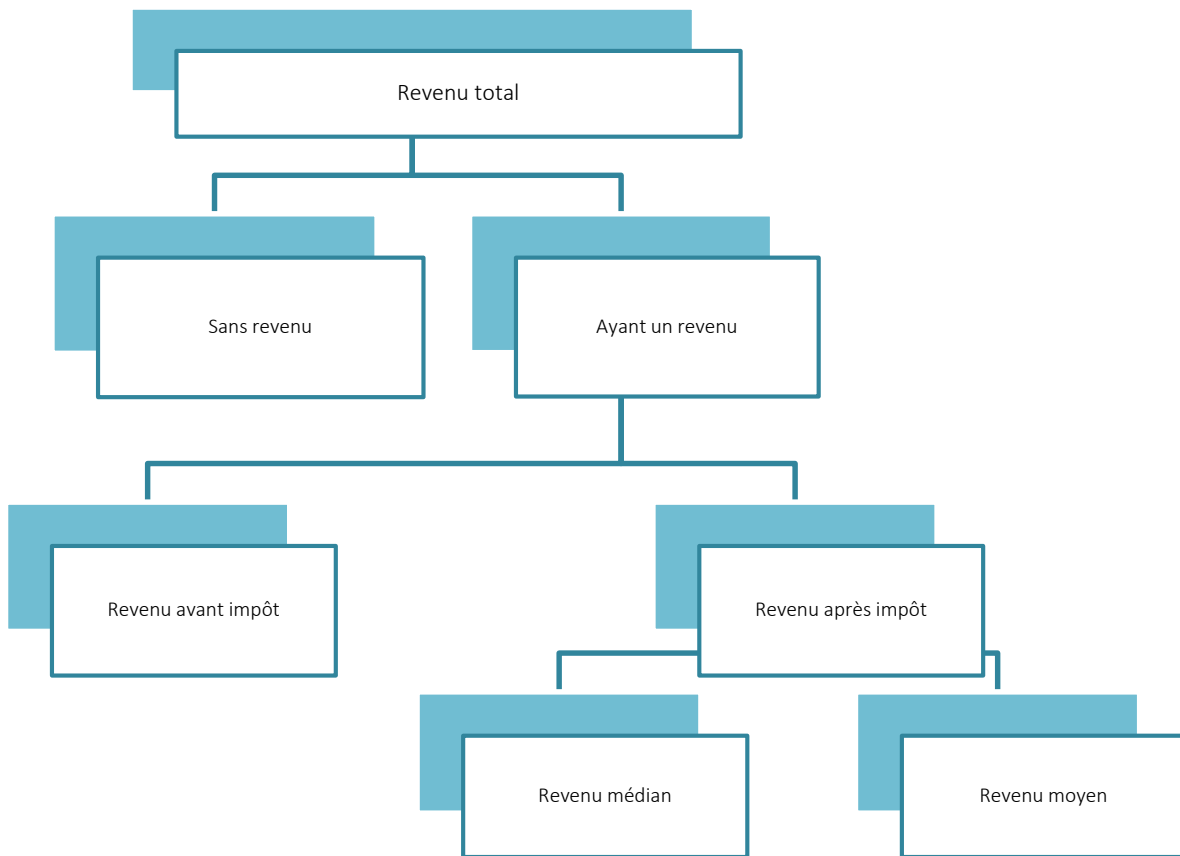 Revenu total
Sans revenu
Ayant un revenu
Revenu avant impôt
Revenu après impôt
Revenu médian
Revenu moyen